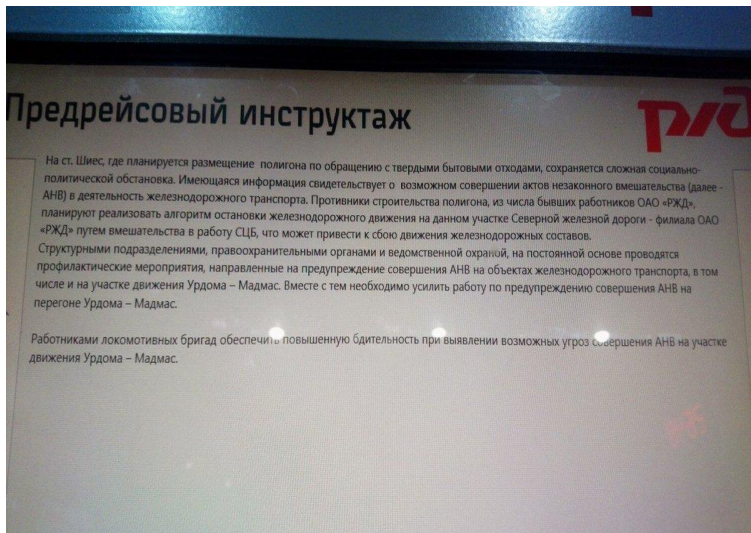 Предрейсовый инструктаж
РЖД
На ст. Шиес, где планируется размещение полигона по обращению с твердыми бытовыми отходами, сохраняется сложная социально-
политической обстановка. Имеющаяся информация свидетельствует о возможном совершении актов незаконного вмешательства (далее -
АНВ) в деятельность железнодорожного транспорта. Противники строительства полигона, из числа бывших работников ОАО «РЖД»,
планируют реализовать алгоритм остановки железнодорожного движения на данном участке Северной железной дороги - филиала ОАО
«РЖД» путем вмешательства в работу СЦБ, что может привести к сбою движения железнодорожных составов.
Структурными подразделениями, правоохранительными органами и ведомственной охраной, на постоянной основе проводятся
профилактические мероприятия, направленные на предупреждение совершения АНВ на объектах железнодорожного транспорта, в том
числе и на участке движения Урдома – Мадмас. Вместе с тем необходимо усилить работу по предупреждению совершения АНВ на
перегоне Урдома – Мадмас.
Работниками локомотивных бригад обеспечить повышенную бдительность при выявлении возможных угроз совершения АНВ на участке
движения Урдома – Мадмас.